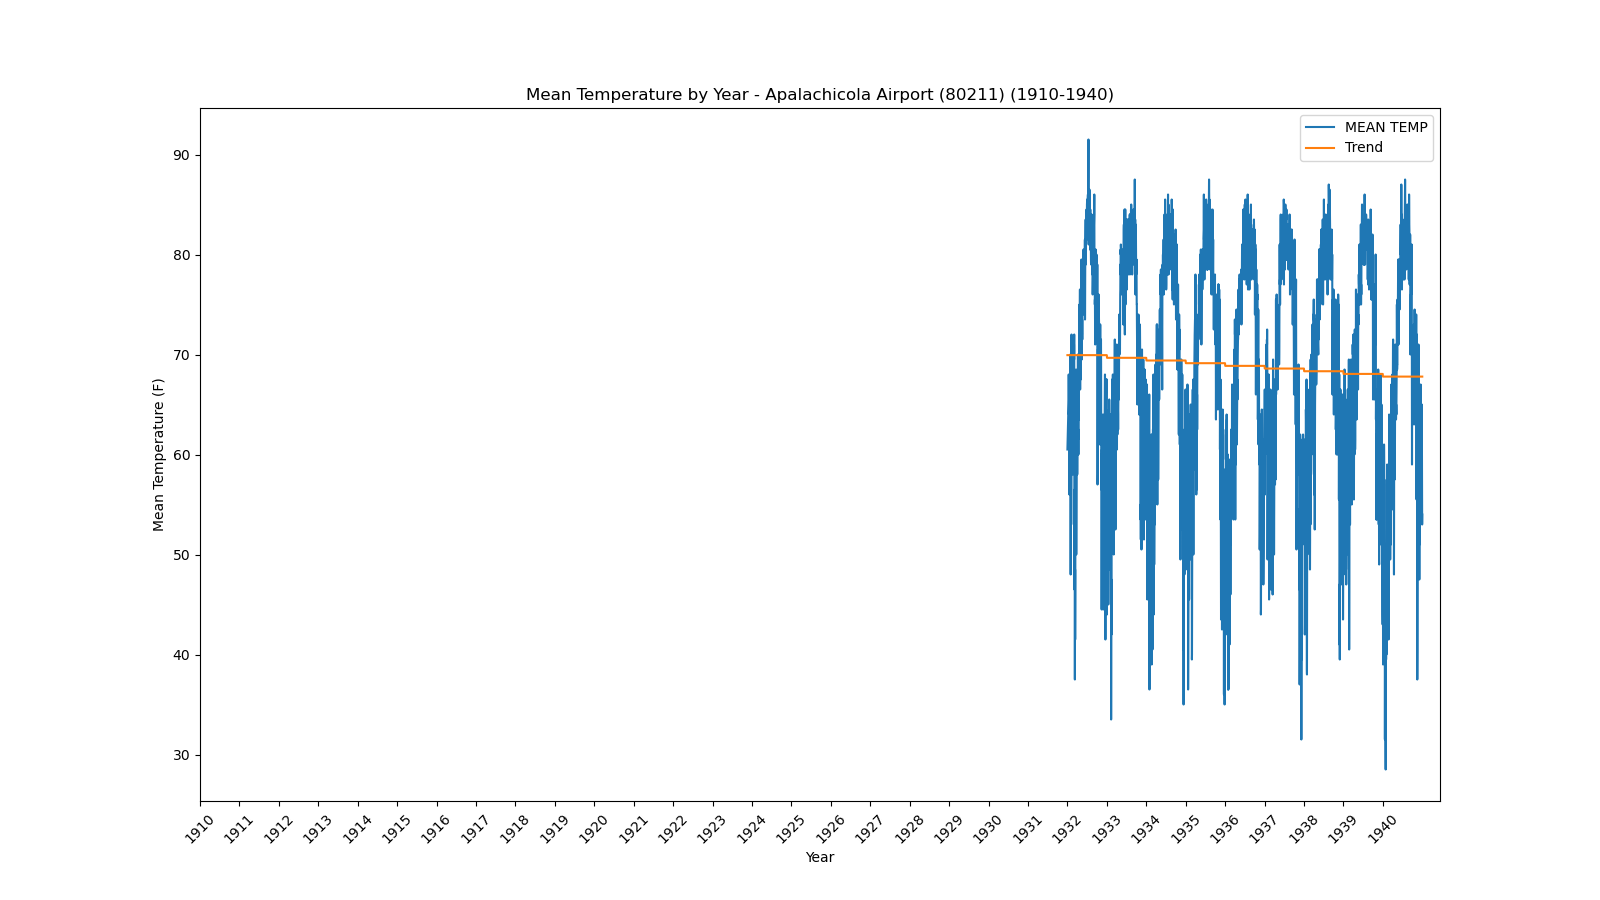 Mean Temperature by Year - Apalachicola Airport (80211) (1910-1940)
MEAN TEMP
Trend
90
80
70
60
50
40
30
Mean Temperature (F)
1910 1911 1912 1913 1914 1915 1916 1917 1918 1919 1920 1921 1922 1923 1924 1925 1926 1927 1928 1929 1930 1931 1932 1933 1934 1935 1936 1937 1938 1939 1940
Year